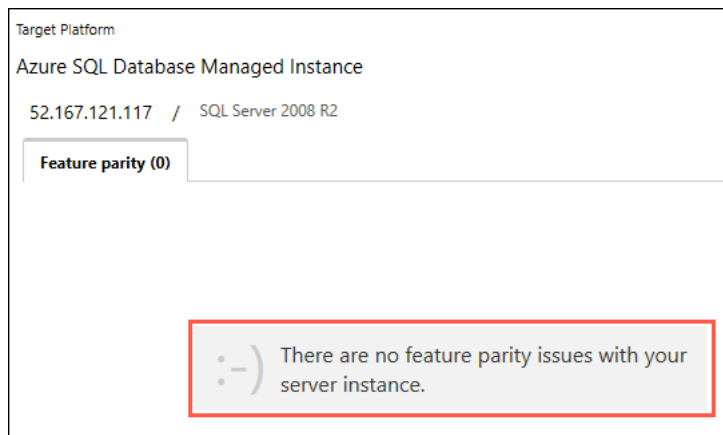 Target Platform
Azure SQL Database Managed Instance
52.167.121.117 / SQL Server 2008 R2
Feature parity (0)
:-) There are no feature parity issues with your
server instance.